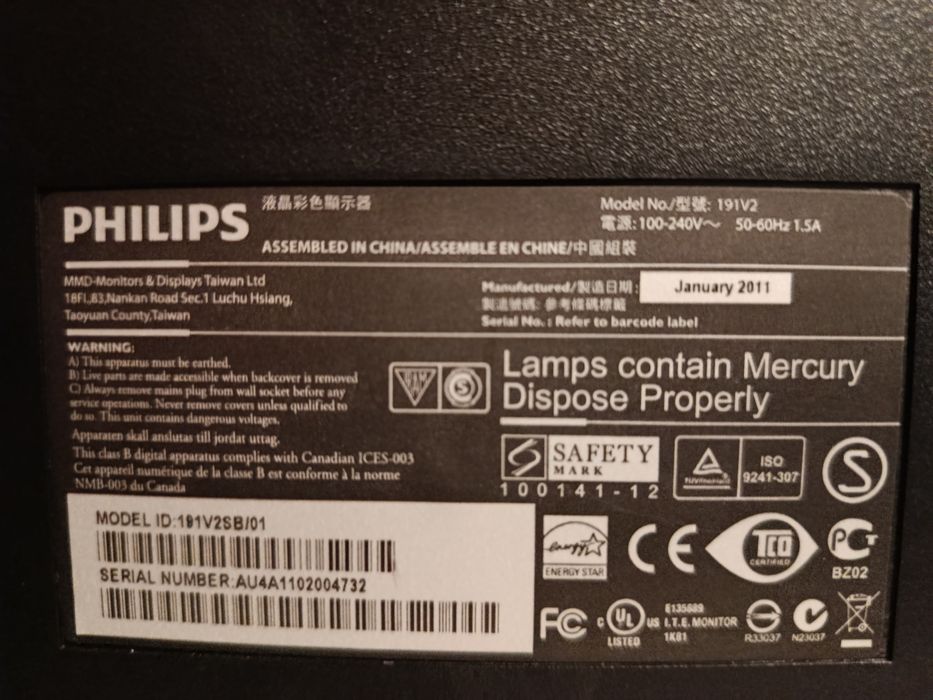 PHILIPS
液晶彩色顯示器
ASSEMBLED IN CHINA/ASSEMBLE EN CHINE/中國組裝
Model No./型號: 191V2
電源: 100-240V～ 50-60Hz 1.5A
MMD-Monitors & Displays Taiwan Ltd
18Fl.,83,Nankan Road Sec.1 Luchu Hsiang,
Taoyuan County,Taiwan
Manufactured/製造日期: January 2011
製造號碼: 參考條碼標籤
Serial No. : Refer to barcode label
WARNING:
A) This apparatus must be earthed.
B) Live parts are made accessible when backcover is removed
C) Always remove mains plug from wall socket before any
service operations. Never remove covers unless qualified to
do so. This unit contains dangerous voltages.
Apparaten skall anslutas till jordat uttag.
This class B digital apparatus complies with Canadian ICES-003
Cet appareil numérique de la classe B est conforme à la norme
NMB-003 du Canada
Lamps contain Mercury
Dispose Properly
S SAFETY
MARK
100141-12
TÜVRheinland
ISO
9241-307
S
MODEL ID:191V2SB/01
SERIAL NUMBER:AU4A1102004732
energy
ENERGY STAR
CE
TCO
CERTIFIED
PCT
BZ02
FC
C UL US
LISTED
E135889
I.T.E. MONITOR
1K81
R33037
N23037